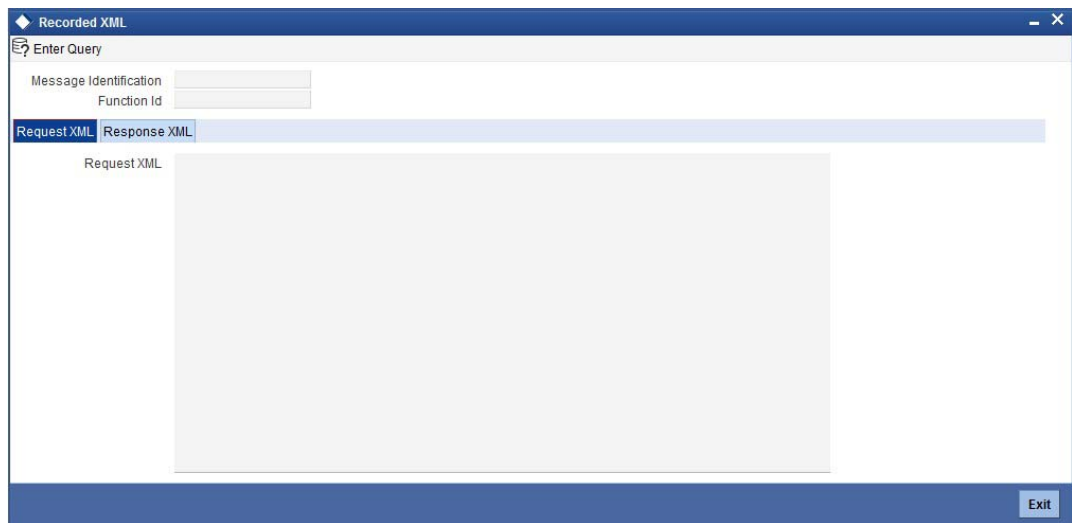 Recorded XML
Enter Query
Message Identification
Function Id
Request XML Response XML
Request XML
Exit